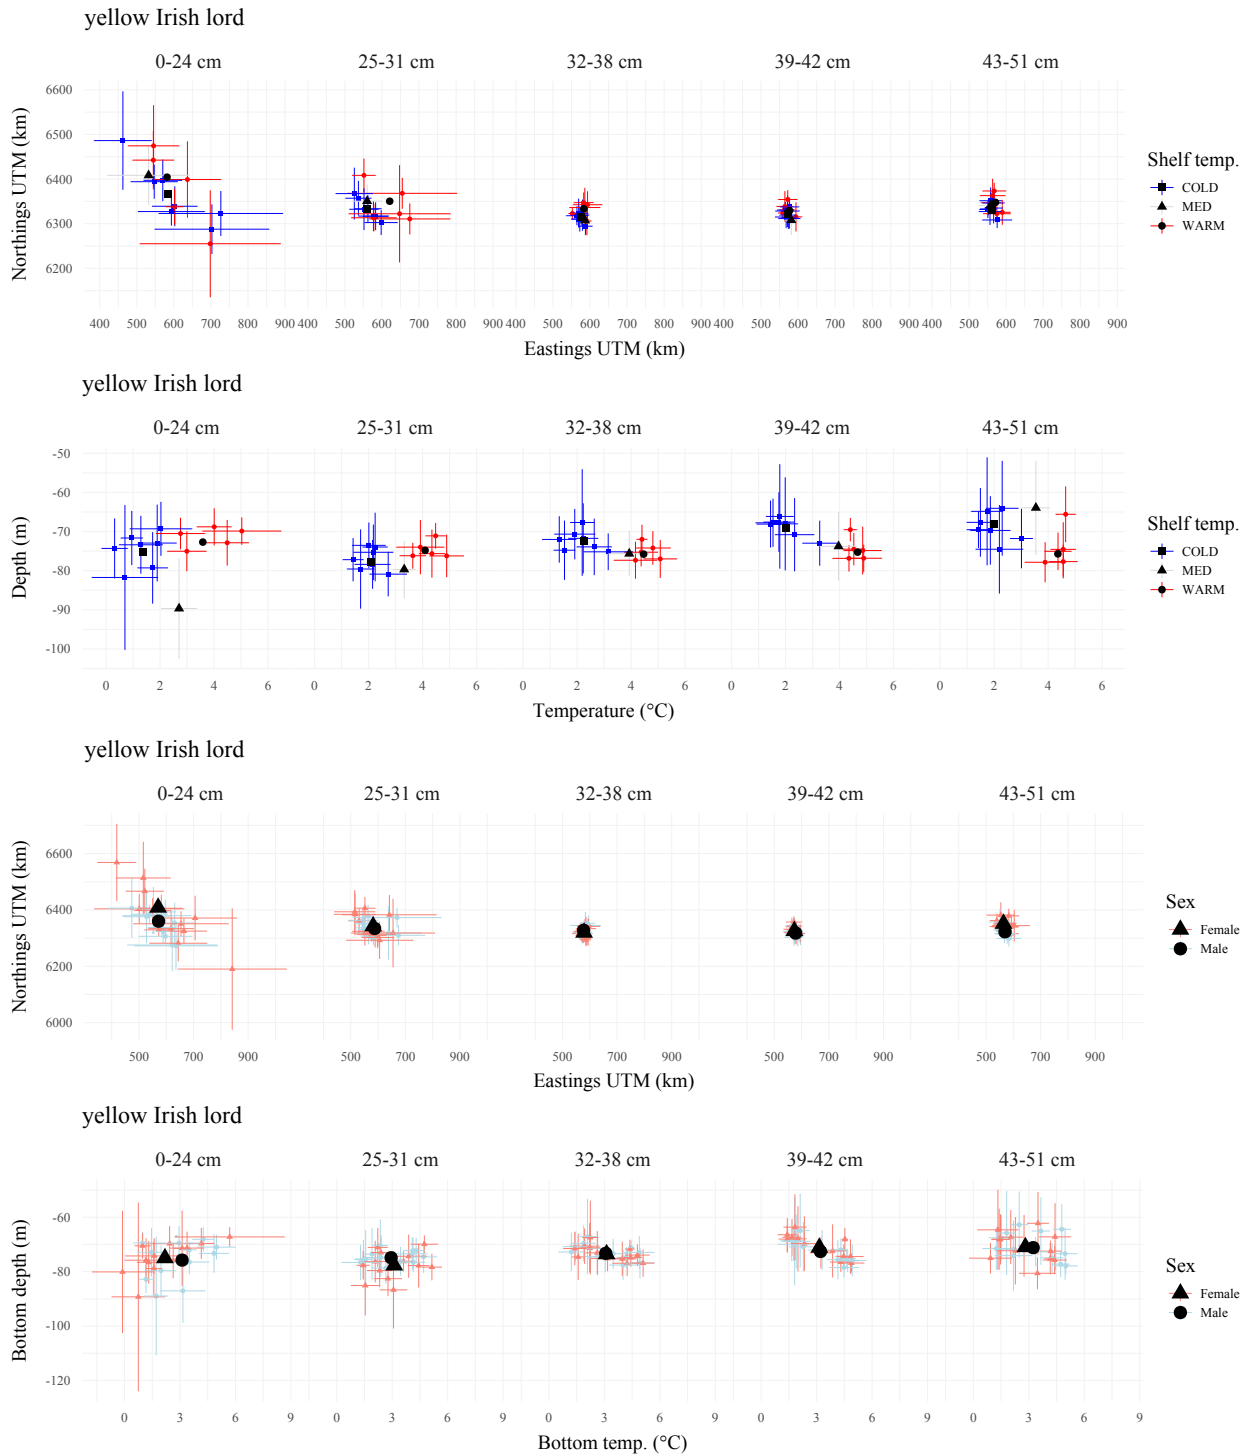 yellow Irish lord
0-24 cm 25-31 cm 32-38 cm 39-42 cm 43-51 cm
6600
6500
6400
6300
6200
Northings UTM (km)
400 500 600 700 800 900 400 500 600 700 800 900 400 500 600 700 800 900 400 500 600 700 800 900 400 500 600 700 800 900
Eastings UTM (km)
Shelf temp.
COLD
MED
WARM
yellow Irish lord
0-24 cm 25-31 cm 32-38 cm 39-42 cm 43-51 cm
-50
-60
-70
-80
-90
-100
Depth (m)
0 2 4 6 0 2 4 6 0 2 4 6 0 2 4 6 0 2 4 6
Temperature (°C)
Shelf temp.
COLD
MED
WARM
yellow Irish lord
0-24 cm 25-31 cm 32-38 cm 39-42 cm 43-51 cm
6600
6400
6200
6000
Northings UTM (km)
500 700 900 500 700 900 500 700 900 500 700 900 500 700 900
Eastings UTM (km)
Sex
Female
Male
yellow Irish lord
0-24 cm 25-31 cm 32-38 cm 39-42 cm 43-51 cm
-60
-80
-100
-120
Bottom depth (m)
0 3 6 9 0 3 6 9 0 3 6 9 0 3 6 9 0 3 6 9
Bottom temp. (°C)
Sex
Female
Male